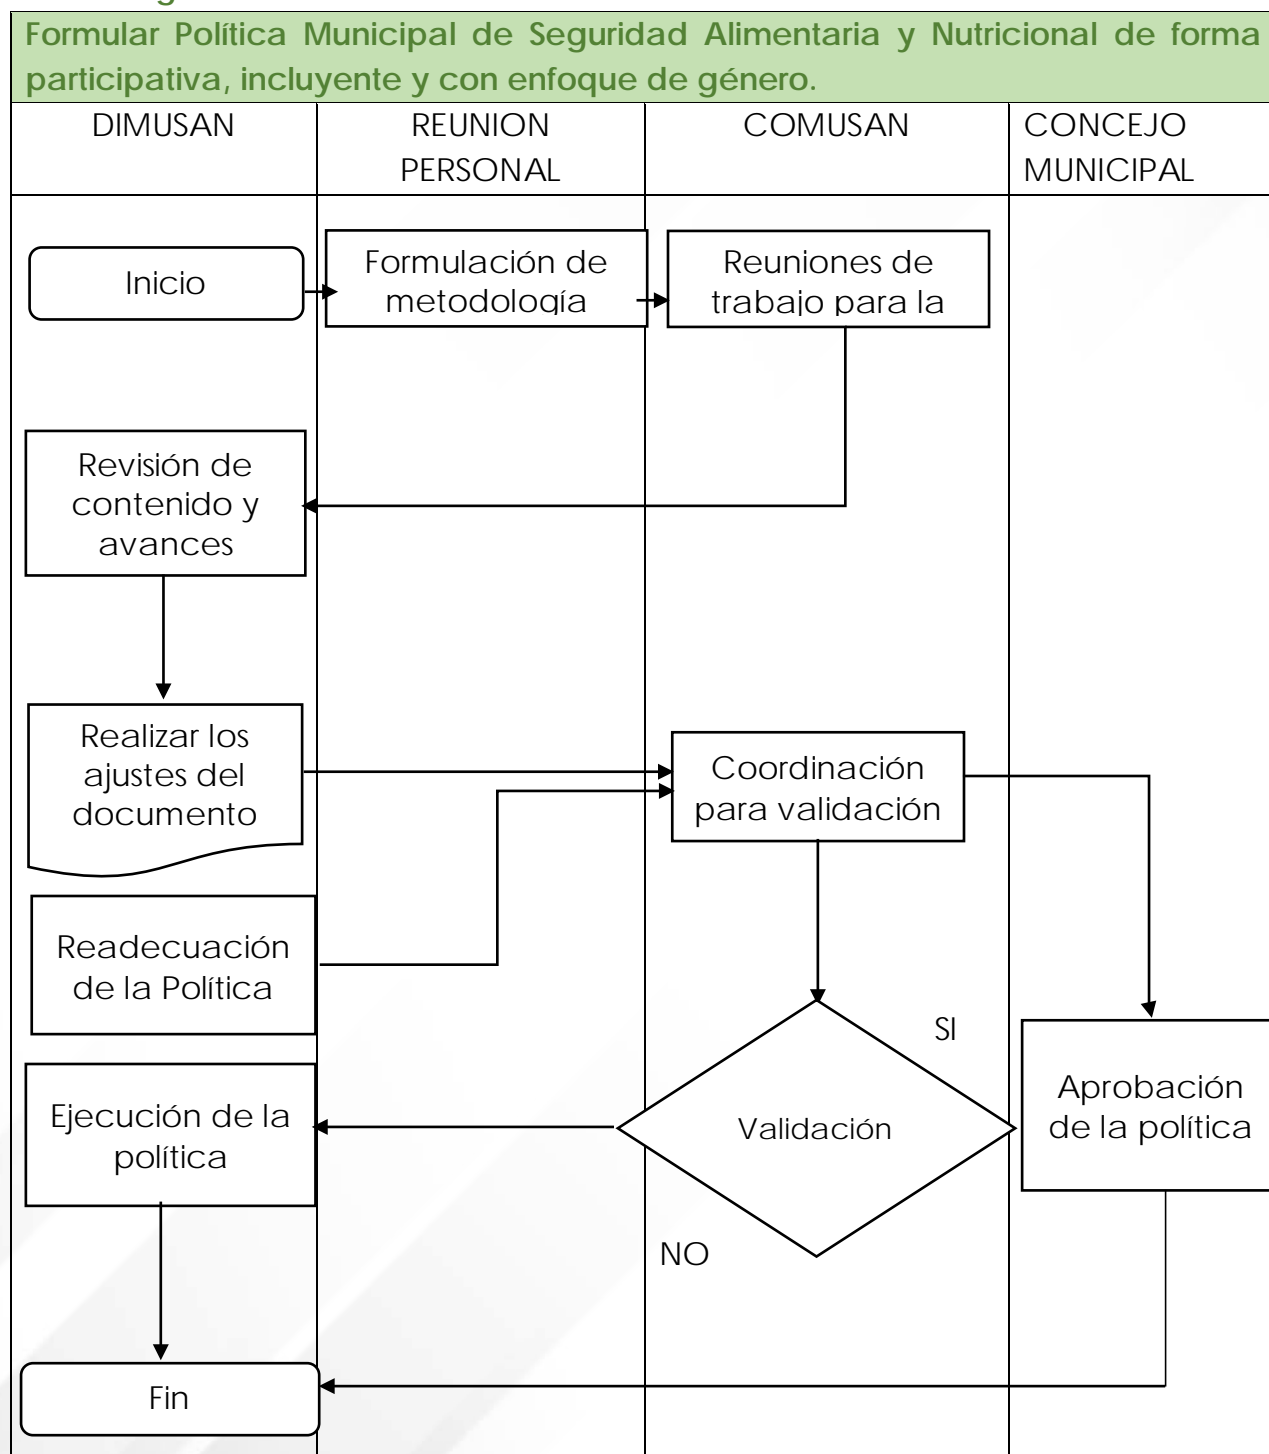 Formular Política Municipal de Seguridad Alimentaria y Nutricional de forma
participativa, incluyente y con enfoque de género.
DIMUSAN
REUNION
PERSONAL
COMUSAN
CONCEJO
MUNICIPAL
Inicio
Formulación de
metodología
Reuniones de
trabajo para la
Revisión de
contenido y
avances
Realizar los
ajustes del
documento
Coordinación
para validación
Readecuación
de la Política
SI
Ejecución de la
política
Validación
Aprobación
de la política
NO
Fin